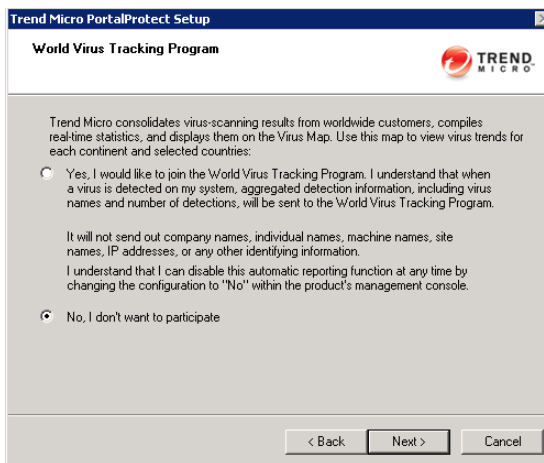 Trend Micro PortalProtect Setup
World Virus Tracking Program
TREND
MICRO
Trend Micro consolidates virus-scanning results from worldwide customers, compiles
real-time statistics, and displays them on the Virus Map. Use this map to view virus trends for
each continent and selected countries:
Yes, I would like to join the World Virus Tracking Program. I understand that when
a virus is detected on my system, aggregated detection information, including virus
names and number of detections, will be sent to the World Virus Tracking Program.
It will not send out company names, individual names, machine names, site
names, IP addresses, or any other identifying information.
I understand that I can disable this automatic reporting function at any time by
changing the configuration to "No" within the product's management console.
No, I don't want to participate
< Back
Next >
Cancel